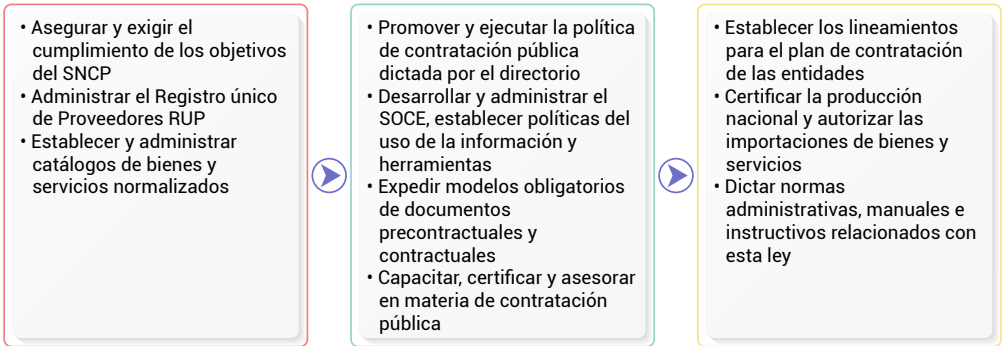 • Asegurar y exigir el
cumplimiento de los objetivos
del SNCP
• Administrar el Registro único
de Proveedores RUP
• Establecer y administrar
catálogos de bienes y
servicios normalizados
• Promover y ejecutar la política
de contratación pública
dictada por el directorio
• Desarrollar y administrar el
SOCE, establecer políticas del
uso de la información y
herramientas
• Expedir modelos obligatorios
de documentos
precontractuales y
contractuales
• Capacitar, certificar y asesorar
en materia de contratación
pública
• Establecer los lineamientos
para el plan de contratación
de las entidades
• Certificar la producción
nacional y autorizar las
importaciones de bienes y
servicios
• Dictar normas
administrativas, manuales e
instructivos relacionados con
esta ley